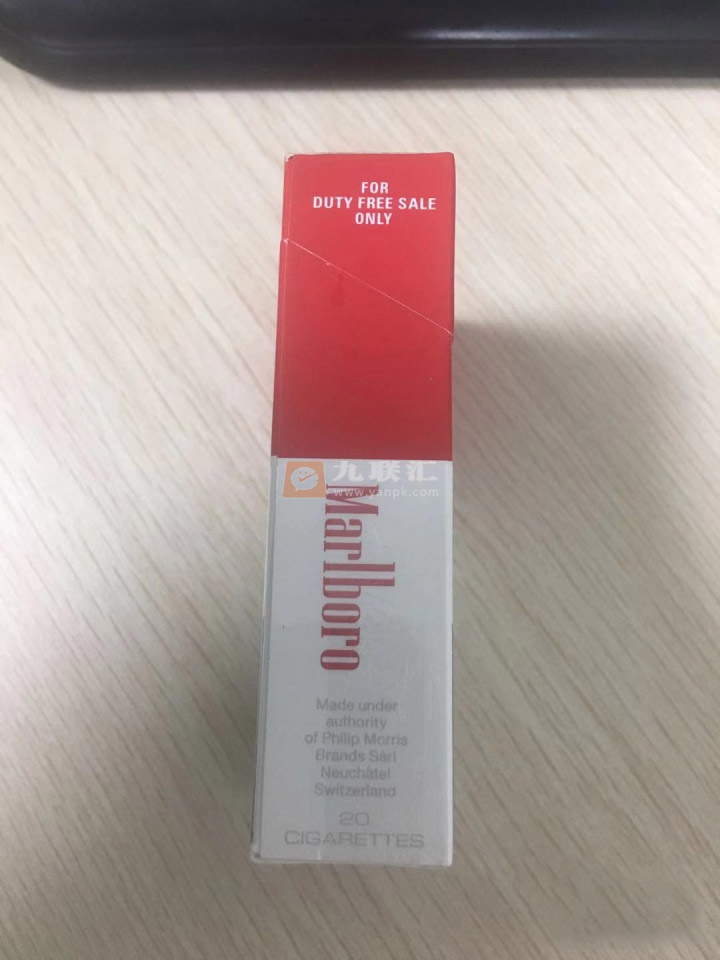 FOR
DUTY FREE SALE
ONLY
九联汇
www.yanpk.com
Marlboro
Made under
authority
of Philip Morris
Brands Sàrl
Neuchâtel
Switzerland
20
CIGARETTES